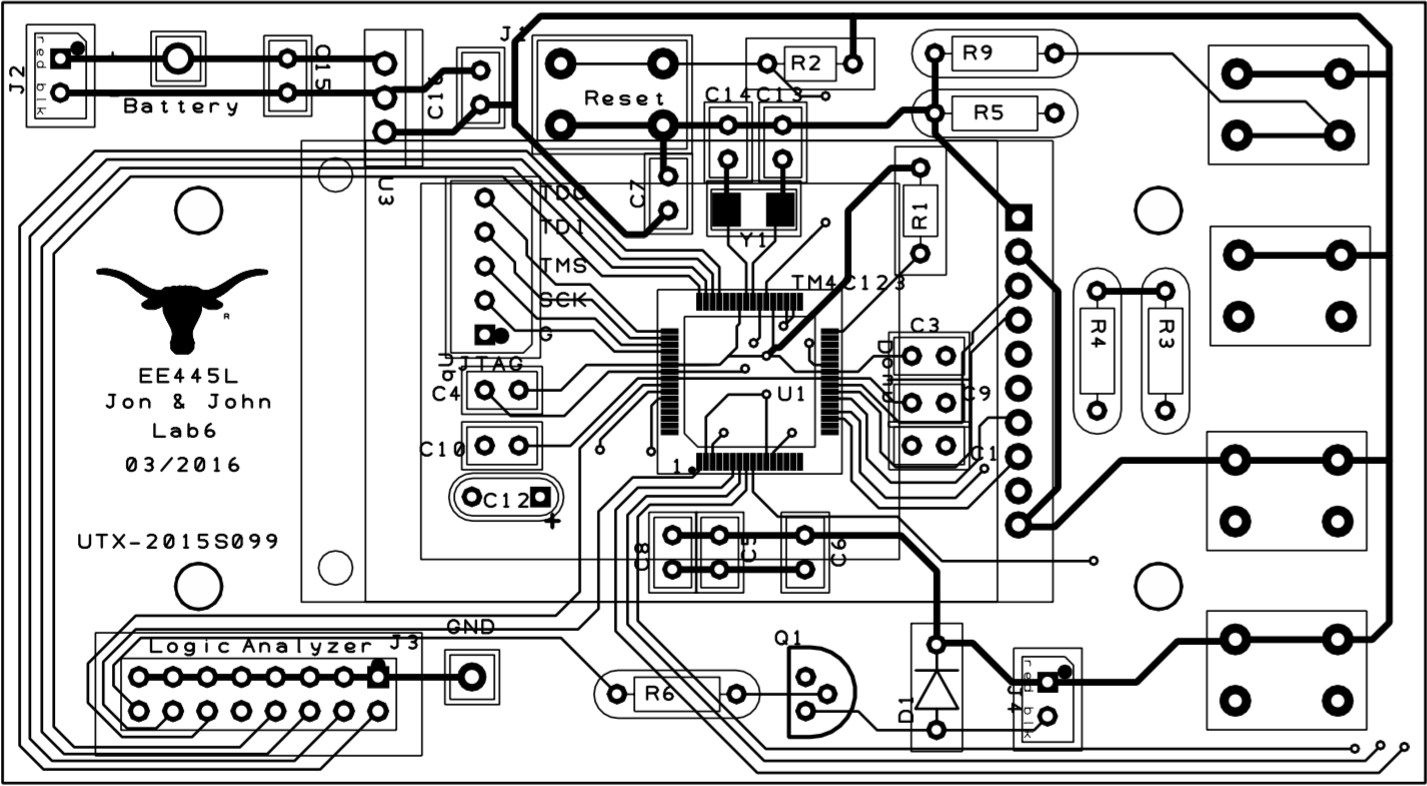 J2
red blk
Battery
C15
U3
J1
Reset
R2
C14
C13
R9
R5
C7
Y1
R1
TDO
TDI
TMS
SCK
G
JTAG
TM4C123
U1
1
C3
C9
C1
C4
C10
C12
+
R4
R3
R
EE445L
Jon & John
Lab6
03/2016
UTX-2015S099
C8
C5
C6
GND
Logic Analyzer
J3
R6
Q1
D1
J4
red blk